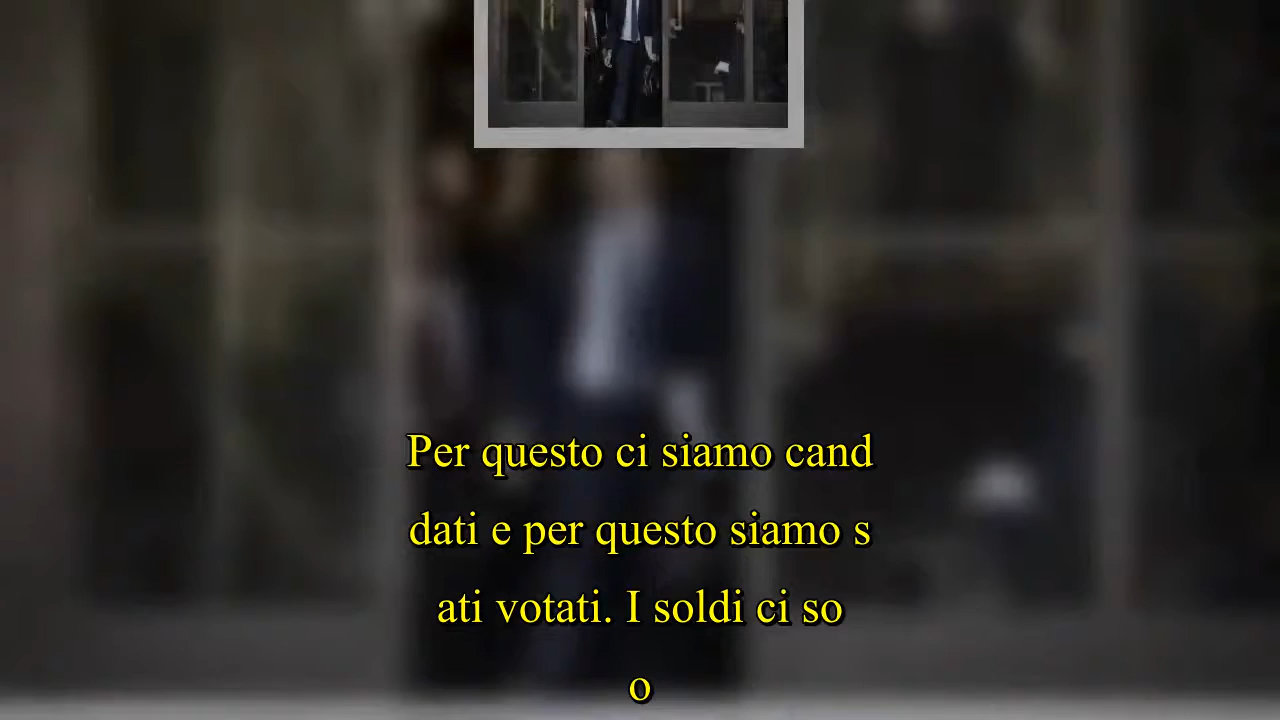 Per questo ci siamo cand
dati e per questo siamo s
ati votati. I soldi ci so
o